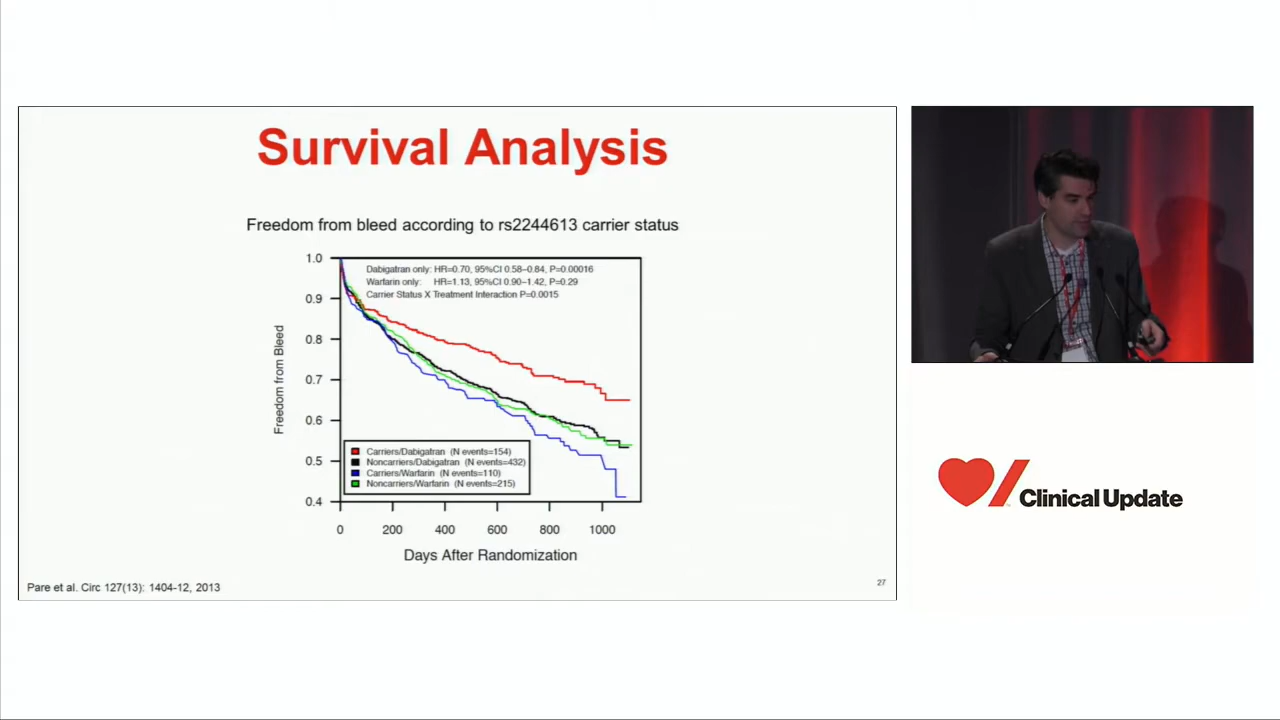 Survival Analysis
Freedom from bleed according to rs2244613 carrier status
Dabigatran only: HR=0.70, 95%CI 0.58–0.84, P=0.00016
Warfarin only: HR=1.13, 95%CI 0.90–1.42, P=0.29
Carrier Status X Treatment Interaction P=0.0015
1.0
0.9
0.8
0.7
0.6
0.5
0.4
Freedom from Bleed
Carriers/Dabigatran (N events=154)
Noncarriers/Dabigatran (N events=432)
Carriers/Warfarin (N events=110)
Noncarriers/Warfarin (N events=215)
0 200 400 600 800 1000
Days After Randomization
Pare et al. Circ 127(13): 1404-12, 2013
27
Clinical Update